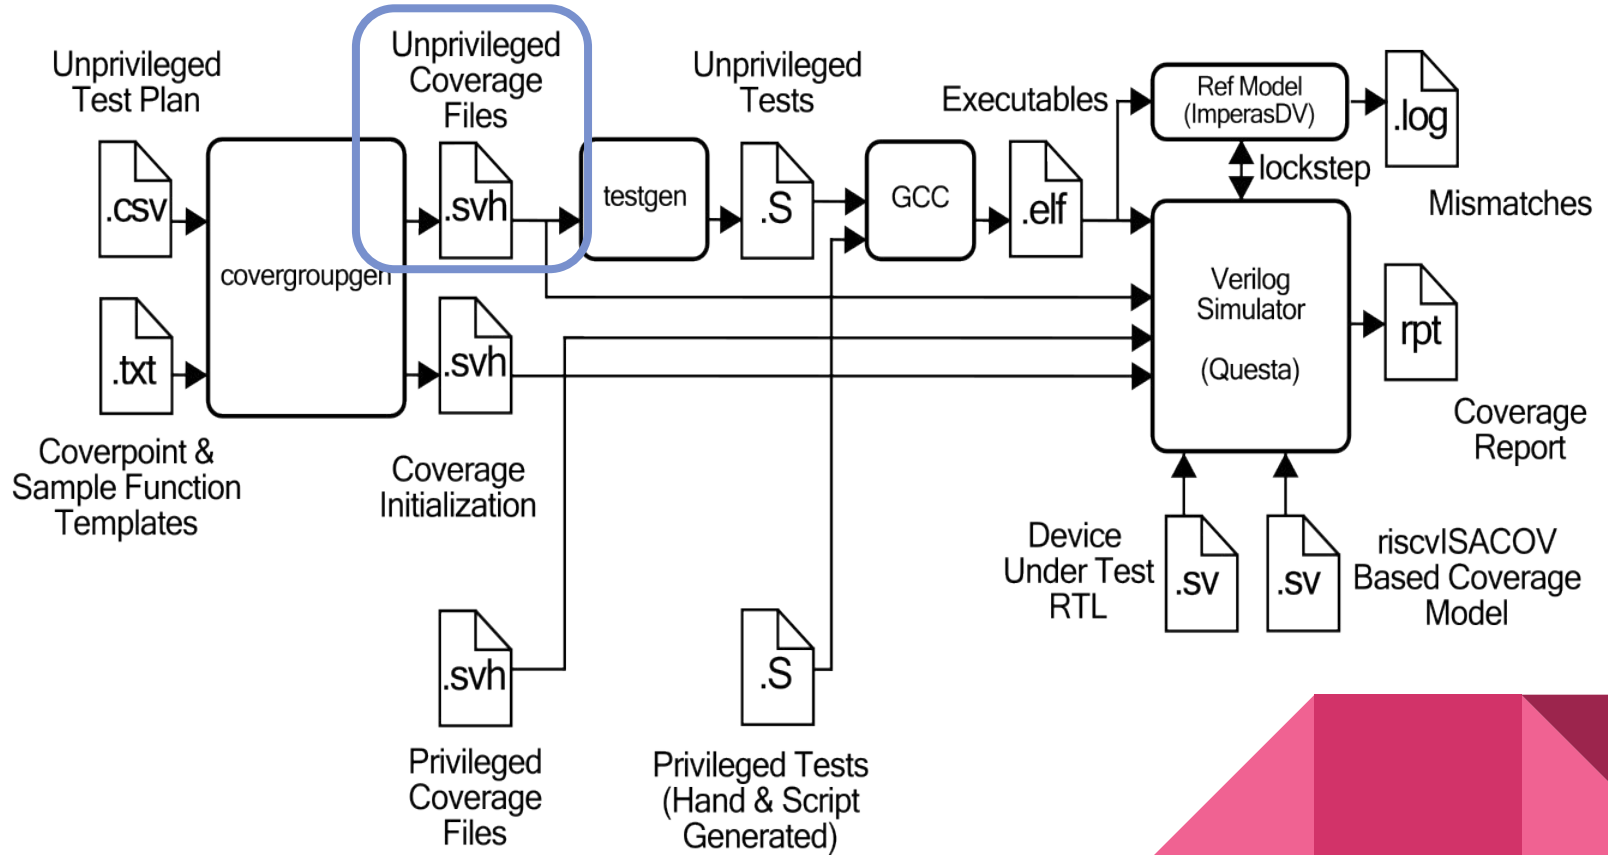 Unprivileged
Test Plan
.csv
.txt
Coverpoint &
Sample Function
Templates
covergroupgen
Unprivileged
Coverage
Files
.svh
.svh
Coverage
Initialization
.svh
Privileged
Coverage
Files
testgen
Unprivileged
Tests
.S
.S
Privileged Tests
(Hand & Script
Generated)
GCC
Executables
.elf
Ref Model
(ImperasDV)
lockstep
Verilog
Simulator
(Questa)
.log
Mismatches
rpt
Coverage
Report
Device
Under Test
RTL
.sv
.sv
riscvISACOV
Based Coverage
Model